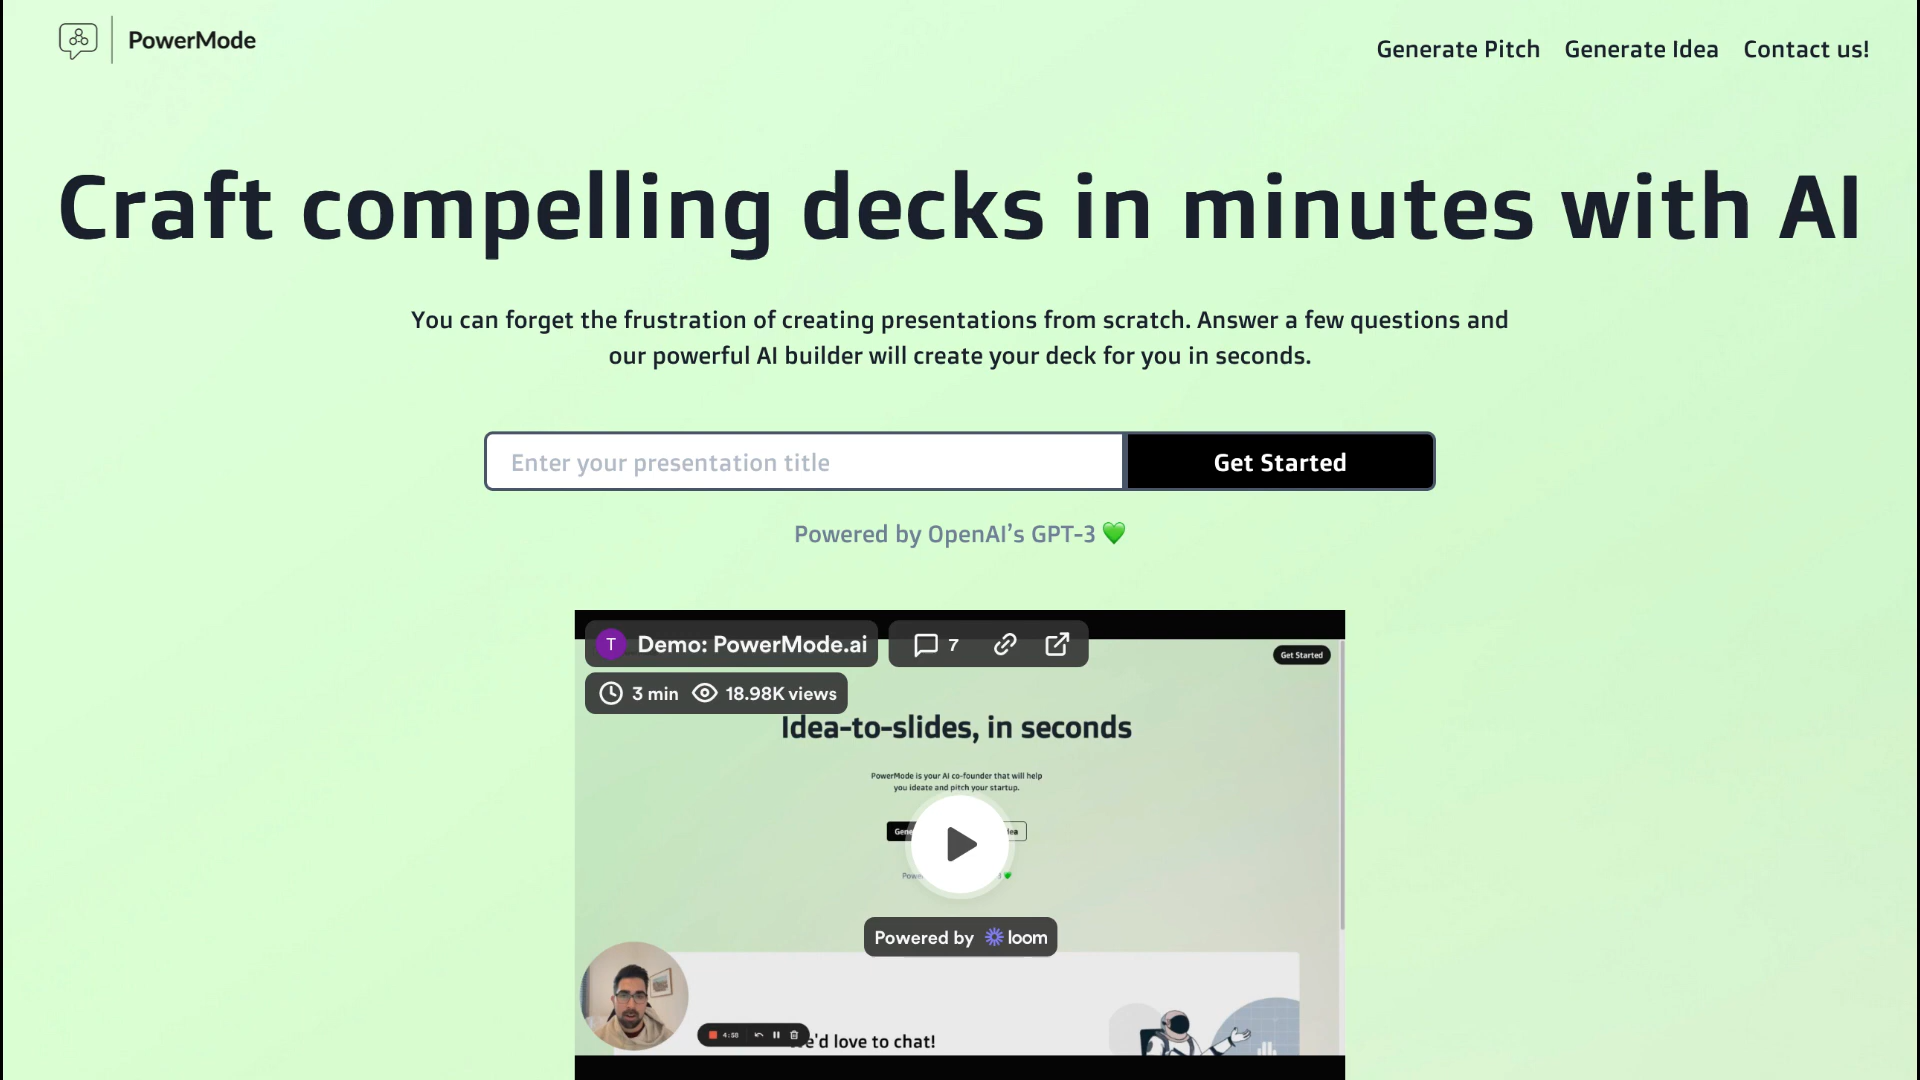 PowerMode
Generate Pitch Generate Idea Contact us!
Craft compelling decks in minutes with AI
You can forget the frustration of creating presentations from scratch. Answer a few questions and
our powerful AI builder will create your deck for you in seconds.
Enter your presentation title
Get Started
Powered by OpenAI's GPT-3 💚
T Demo: PowerMode.ai 7
Get Started
3 min 18.98K views
Idea-to-slides, in seconds
PowerMode is your AI co-founder that will help
you ideate and pitch your startup.
Powered by loom
4:58
e'd love to chat!